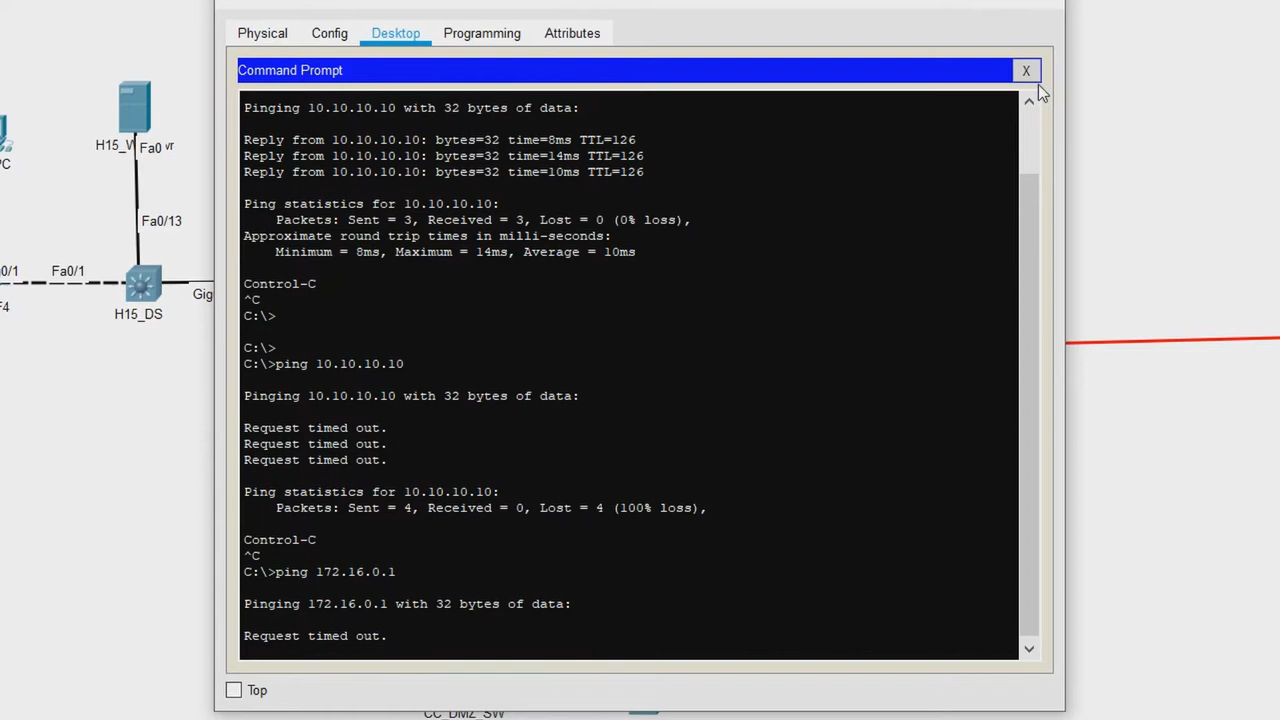 Physical Config Desktop Programming Attributes
Command Prompt X
Pinging 10.10.10.10 with 32 bytes of data:
Reply from 10.10.10.10: bytes=32 time=8ms TTL=126
Reply from 10.10.10.10: bytes=32 time=14ms TTL=126
Reply from 10.10.10.10: bytes=32 time=10ms TTL=126
Ping statistics for 10.10.10.10:
Packets: Sent = 3, Received = 3, Lost = 0 (0% loss),
Approximate round trip times in milli-seconds:
Minimum = 8ms, Maximum = 14ms, Average = 10ms
Control-C
^C
C:\>
C:\>
C:\>ping 10.10.10.10
Pinging 10.10.10.10 with 32 bytes of data:
Request timed out.
Request timed out.
Request timed out.
Ping statistics for 10.10.10.10:
Packets: Sent = 4, Received = 0, Lost = 4 (100% loss),
Control-C
^C
C:\>ping 172.16.0.1
Pinging 172.16.0.1 with 32 bytes of data:
Request timed out.
Top
Fa0
Fa0/13
Fa0/1
Gig
H15_DS
CC_DMZ_SW